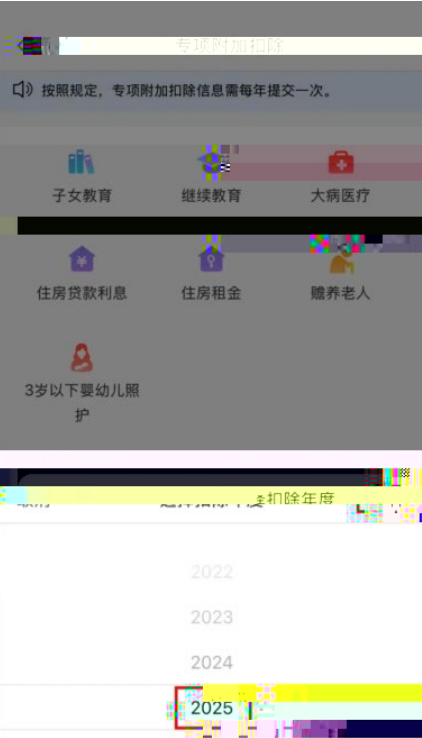 专项附加扣除
按照规定，专项附加扣除信息需每年提交一次。
子女教育 继续教育 大病医疗
住房贷款利息 住房租金 赡养老人
3岁以下婴幼儿照
护
扣除年度
2022
2023
2024
2025